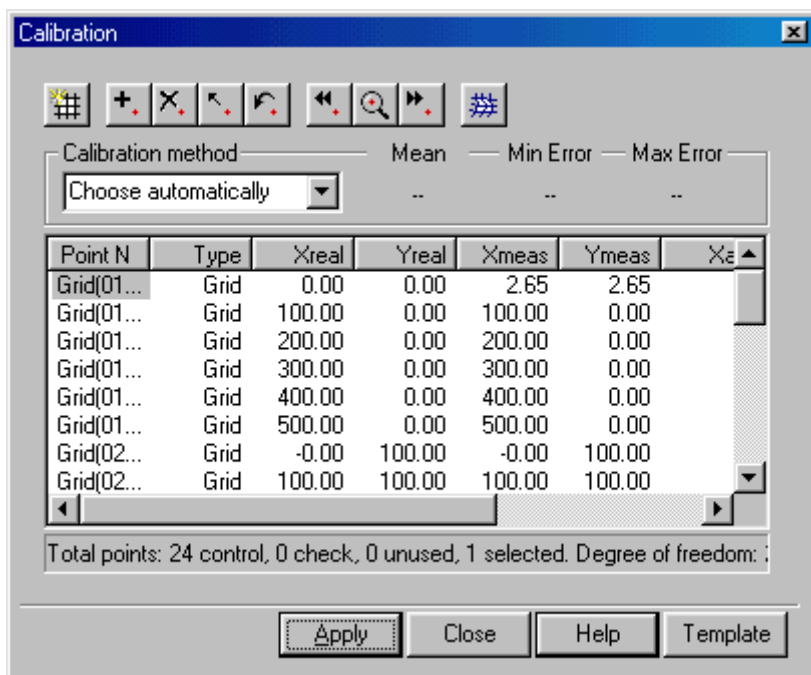 Calibration
Calibration method Mean Min Error Max Error
Choose automatically -- -- --
Point N Type Xreal Yreal Xmeas Ymeas
Grid(01... Grid 0.00 0.00 2.65 2.65
Grid(01... Grid 100.00 0.00 100.00 0.00
Grid(01... Grid 200.00 0.00 200.00 0.00
Grid(01... Grid 300.00 0.00 300.00 0.00
Grid(01... Grid 400.00 0.00 400.00 0.00
Grid(01... Grid 500.00 0.00 500.00 0.00
Grid(02... Grid -0.00 100.00 -0.00 100.00
Grid(02... Grid 100.00 100.00 100.00 100.00
Total points: 24 control, 0 check, 0 unused, 1 selected. Degree of freedom:
Apply Close Help Template